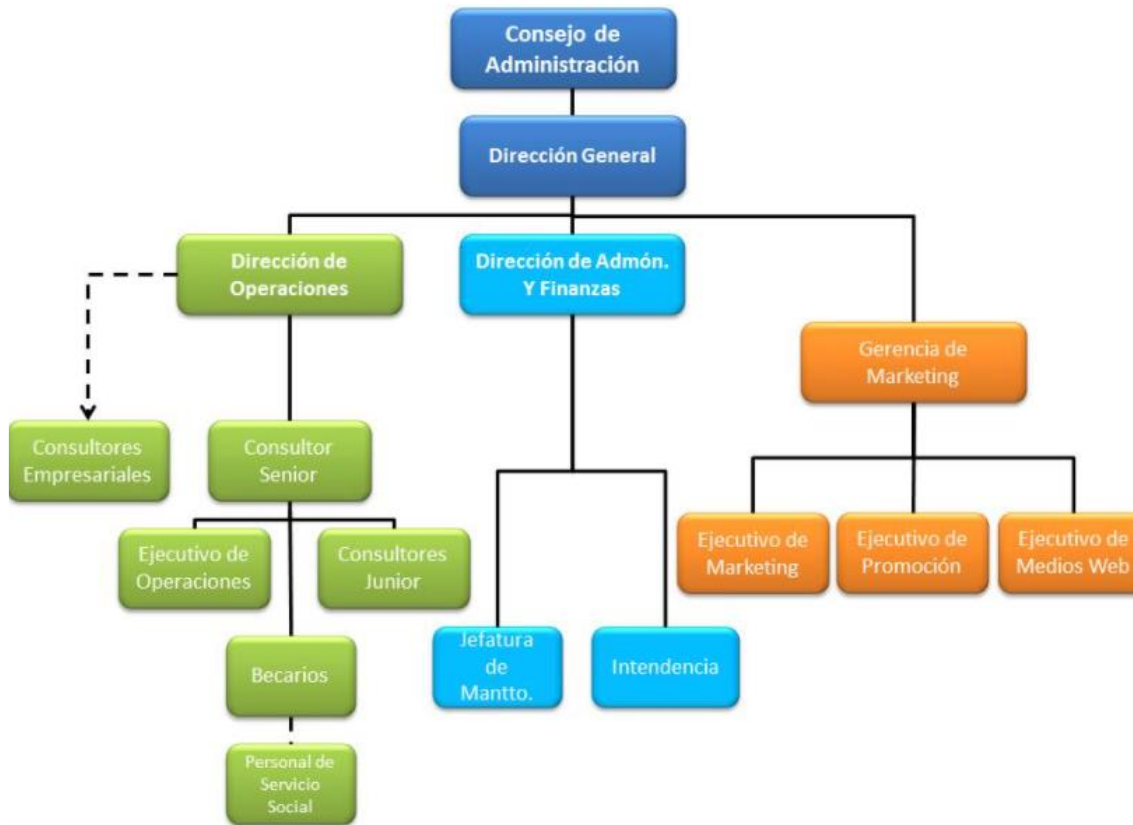 Consejo de
Administración
Dirección General
Dirección de
Operaciones
Dirección de Admón.
Y Finanzas
Gerencia de
Marketing
Consultores
Empresariales
Consultor
Senior
Ejecutivo de
Operaciones
Consultores
Junior
Ejecutivo de
Marketing
Ejecutivo de
Promoción
Ejecutivo de
Medios Web
Becarios
Jefatura
de
Mantto.
Intendencia
Personal de
Servicio
Social